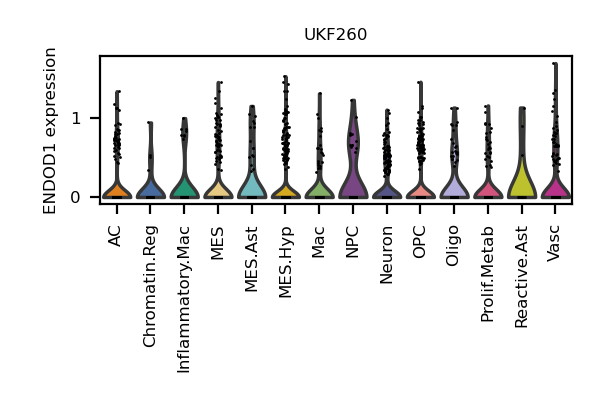 UKF260
ENDOD1 expression
1
0
AC
Chromatin.Reg
Inflammatory.Mac
MES
MES.Ast
MES.Hyp
Mac
NPC
Neuron
OPC
Oligo
Prolif.Metab
Reactive.Ast
Vasc